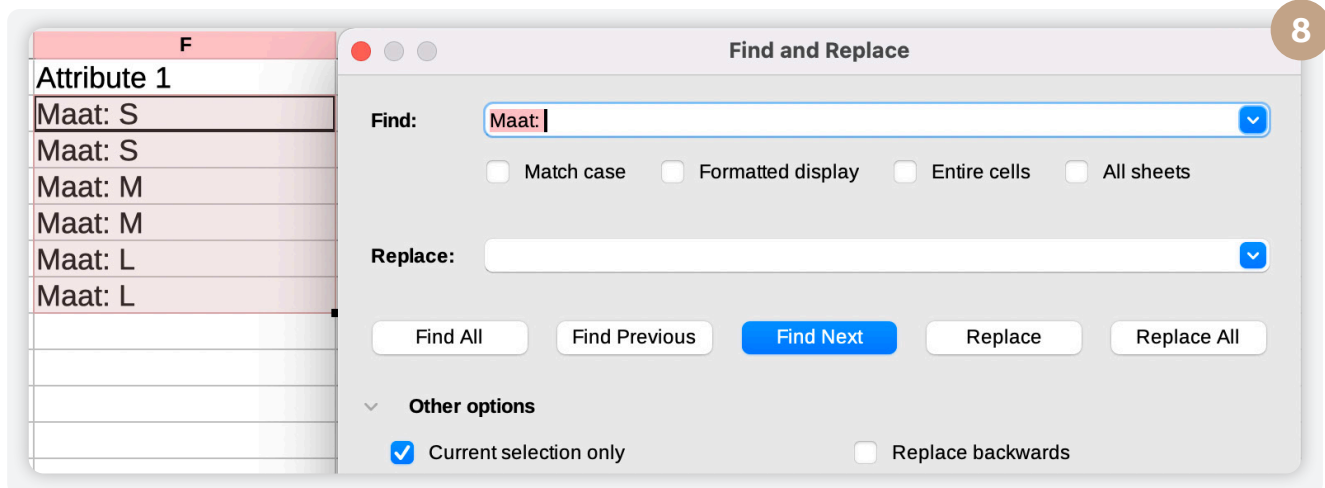 8
F
Attribute 1
Maat: S
Maat: S
Maat: M
Maat: M
Maat: L
Maat: L
Find and Replace
Find: Maat:
Match case Formatted display Entire cells All sheets
Replace:
Find All Find Previous Find Next Replace Replace All
Other options
Current selection only Replace backwards